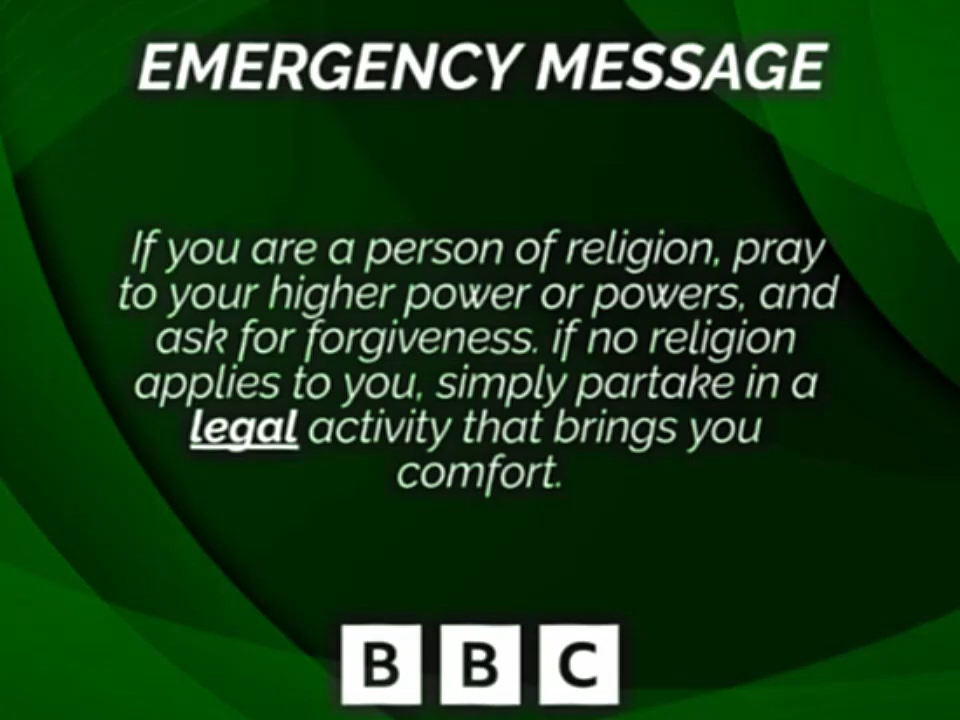 EMERGENCY MESSAGE
If you are a person of religion, pray
to your higher power or powers, and
ask for forgiveness. if no religion
applies to you, simply partake in a
legal activity that brings you
comfort.
BBC